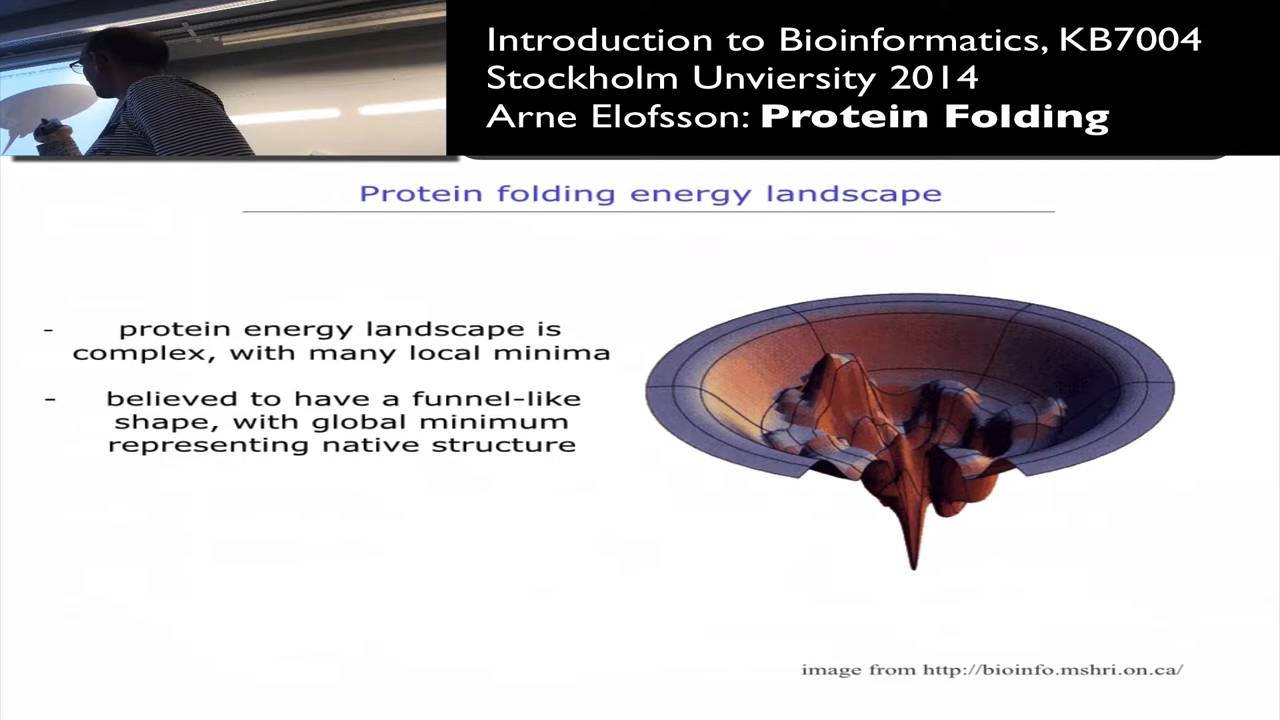 Introduction to Bioinformatics, KB7004
Stockholm Unviersity 2014
Arne Elofsson: Protein Folding
Protein folding energy landscape
- protein energy landscape is
complex, with many local minima
- believed to have a funnel-like
shape, with global minimum
representing native structure
image from http://bioinfo.mshri.on.ca/